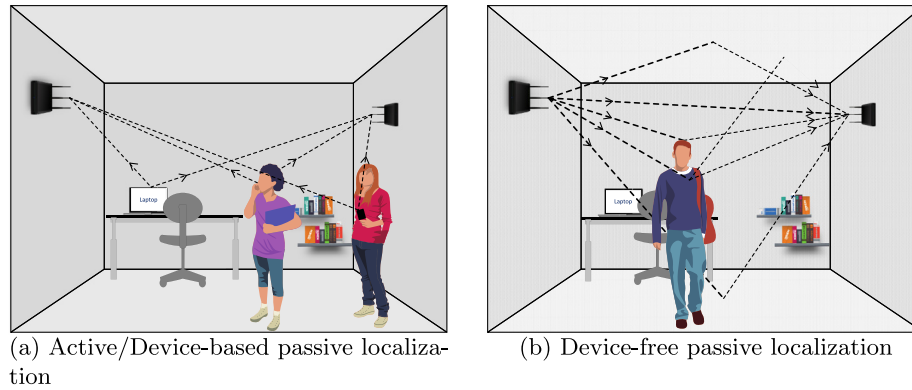 Laptop
Laptop
(a) Active/Device-based passive localiza-
tion
(b) Device-free passive localization